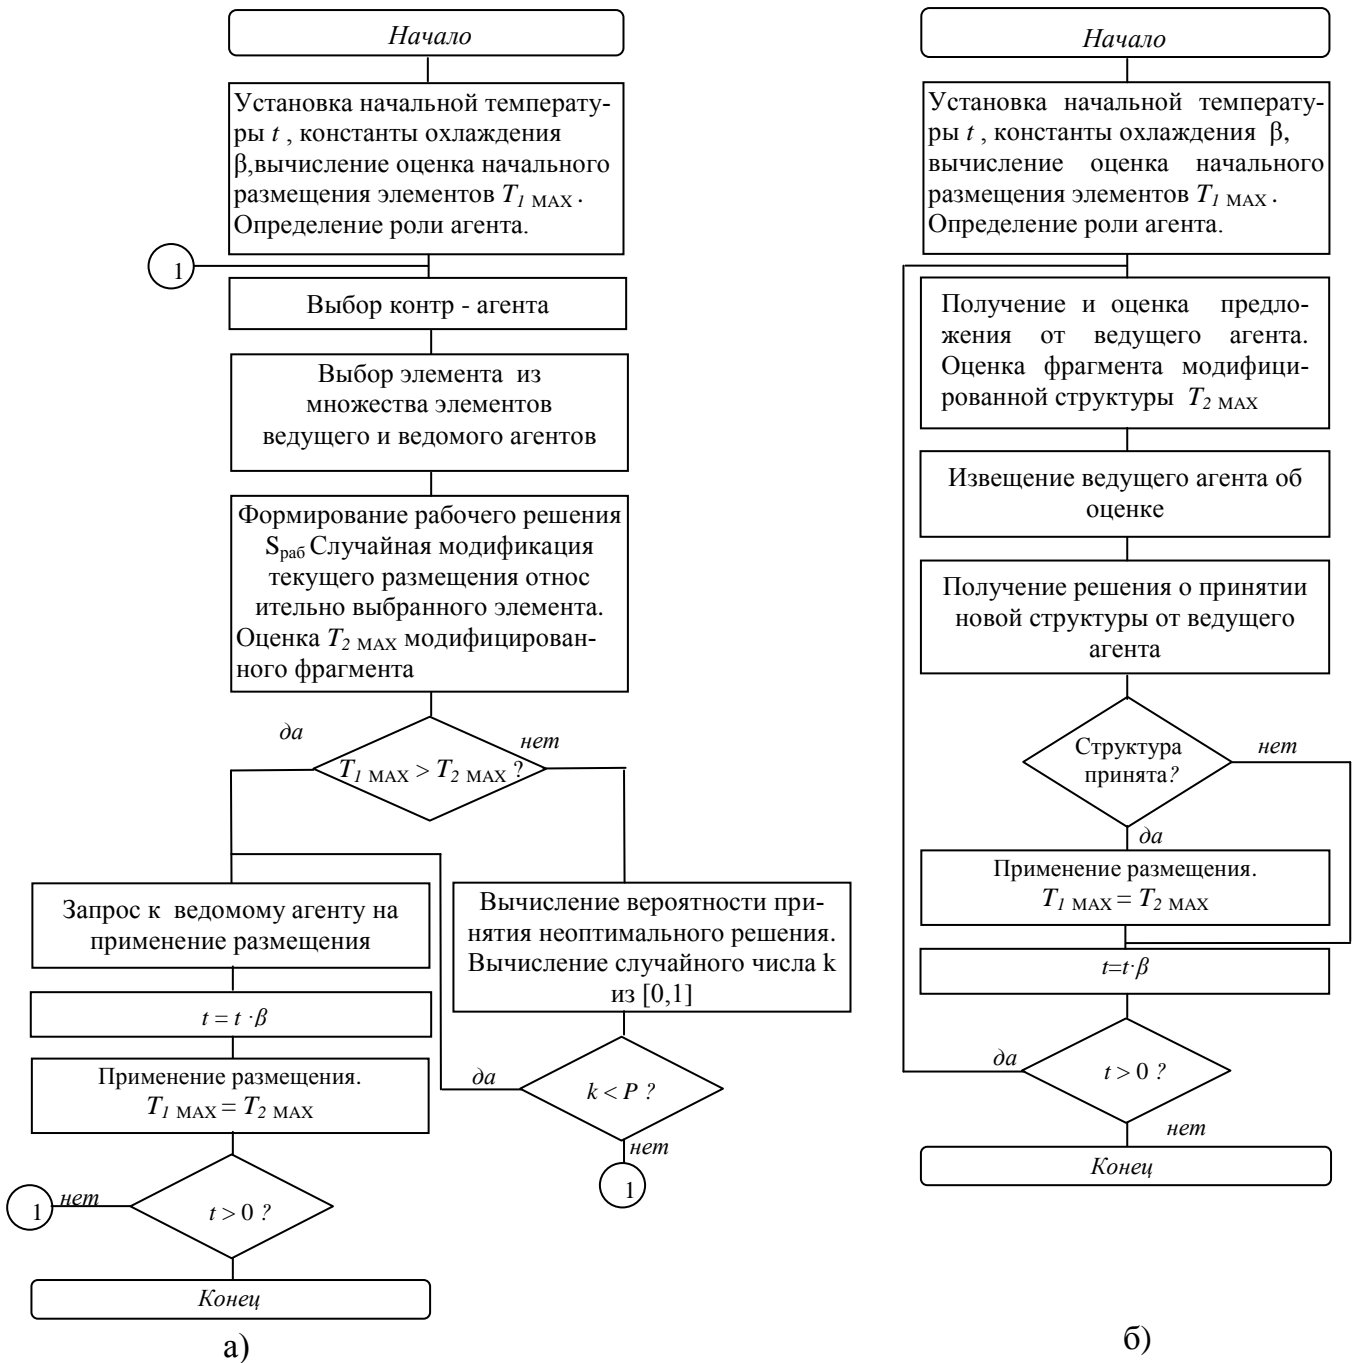 Начало
Установка начальной температу-
ры t , константы охлаждения
β,вычисление оценка начального
размещения элементов T1 MAX .
Определение роли агента.
1
Выбор контр - агента
Выбор элемента из
множества элементов
ведущего и ведомого агентов
Формирование рабочего решения
Sраб Случайная модификация
текущего размещения относ
ительно выбранного элемента.
Оценка T2 MAX модифицирован-
ного фрагмента
да
нет
T1 MAX > T2 MAX ?
Запрос к ведомому агенту на
применение размещения
t = t ·β
Применение размещения.
T1 MAX = T2 MAX
нет
1
t > 0 ?
Конец
Вычисление вероятности при-
нятия неоптимального решения.
Вычисление случайного числа k
из [0,1]
да
k < P ?
нет
1
а)
Начало
Установка начальной температу-
ры t , константы охлаждения β,
вычисление оценка начального
размещения элементов T1 MAX .
Определение роли агента.
Получение и оценка предло-
жения от ведущего агента.
Оценка фрагмента модифици-
рованной структуры T2 MAX
Извещение ведущего агента об
оценке
Получение решения о принятии
новой структуры от ведущего
агента
Структура
принята?
нет
да
Применение размещения.
T1 MAX = T2 MAX
t=t·β
да
t > 0 ?
нет
Конец
б)